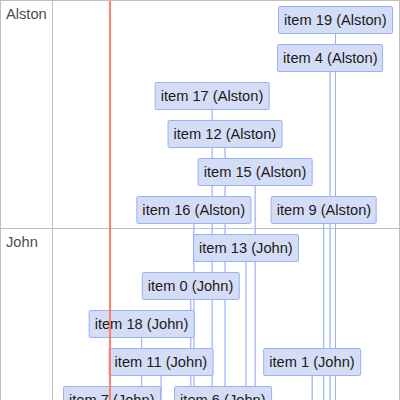 Alston
item 19 (Alston)
item 4 (Alston)
item 17 (Alston)
item 12 (Alston)
item 15 (Alston)
item 16 (Alston)
item 9 (Alston)
John
item 13 (John)
item 0 (John)
item 18 (John)
item 11 (John)
item 1 (John)
item 7 (John)
item 6 (John)